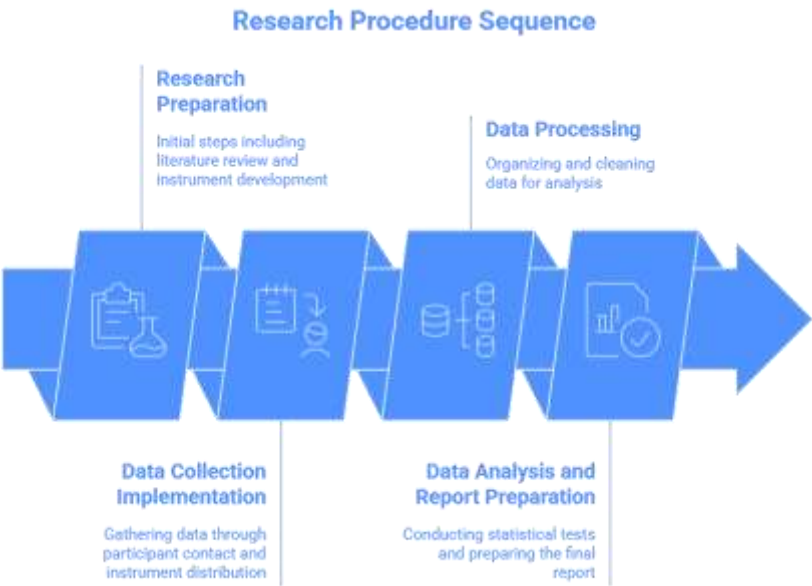 Research Procedure Sequence
Research
Preparation
Initial steps including
literature review and
instrument development
Data Processing
Organizing and cleaning
data for analysis
Data Collection
Implementation
Gathering data through
participant contact and
instrument distribution
Data Analysis and
Report Preparation
Conducting statistical tests
and preparing the final
report